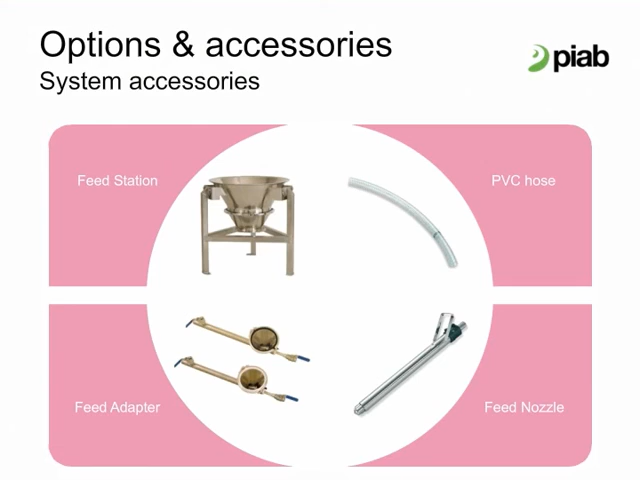 Options & accessories
System accessories
piab
Feed Station
PVC hose
Feed Adapter
Feed Nozzle